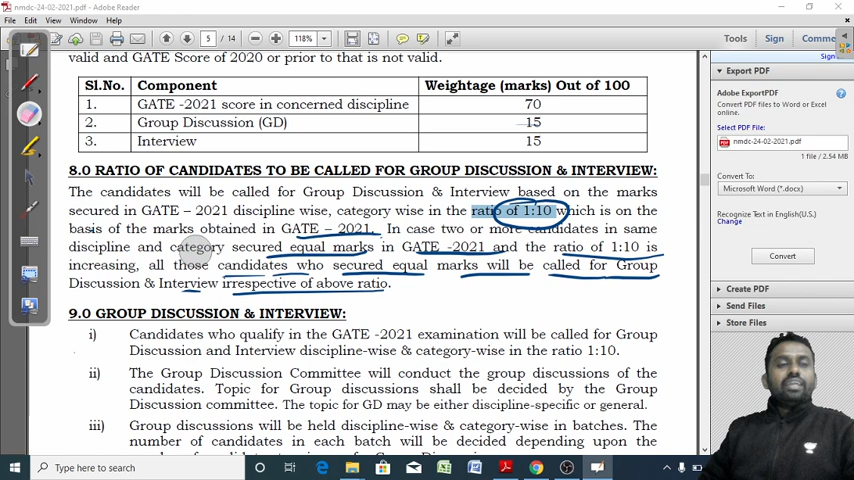 nmdc-24-02-2021.pdf - Adobe Reader
File Edit View Window Help
5 / 14 118% Tools Sign Comme
valid and GATE Score of 2020 or prior to that is not valid.
Sl.No. Component Weightage (marks) Out of 100
1. GATE -2021 score in concerned discipline 70
2. Group Discussion (GD) 15
3. Interview 15
8.0 RATIO OF CANDIDATES TO BE CALLED FOR GROUP DISCUSSION & INTERVIEW:
The candidates will be called for Group Discussion & Interview based on the marks
secured in GATE – 2021 discipline wise, category wise in the ratio of 1:10 which is on the
basis of the marks obtained in GATE – 2021. In case two or more candidates in same
discipline and category secured equal marks in GATE -2021 and the ratio of 1:10 is
increasing, all those candidates who secured equal marks will be called for Group
Discussion & Interview irrespective of above ratio.
9.0 GROUP DISCUSSION & INTERVIEW:
i) Candidates who qualify in the GATE -2021 examination will be called for Group
Discussion and Interview discipline-wise & category-wise in the ratio 1:10.
ii) The Group Discussion Committee will conduct the group discussions of the
candidates. Topic for Group discussions shall be decided by the Group
Discussion committee. The topic for GD may be either discipline-specific or general.
iii) Group discussions will be held discipline-wise & category-wise in batches. The
number of candidates in each batch will be decided depending upon the
Export PDF
Adobe ExportPDF
Convert PDF files to Word or Excel
online.
Select PDF File:
nmdc-24-02-2021.pdf
1 file / 2.54 MB
Convert To:
Microsoft Word (*.docx)
Recognize Text in English(U.S.)
Change
Convert
Create PDF
Send Files
Store Files
Type here to search